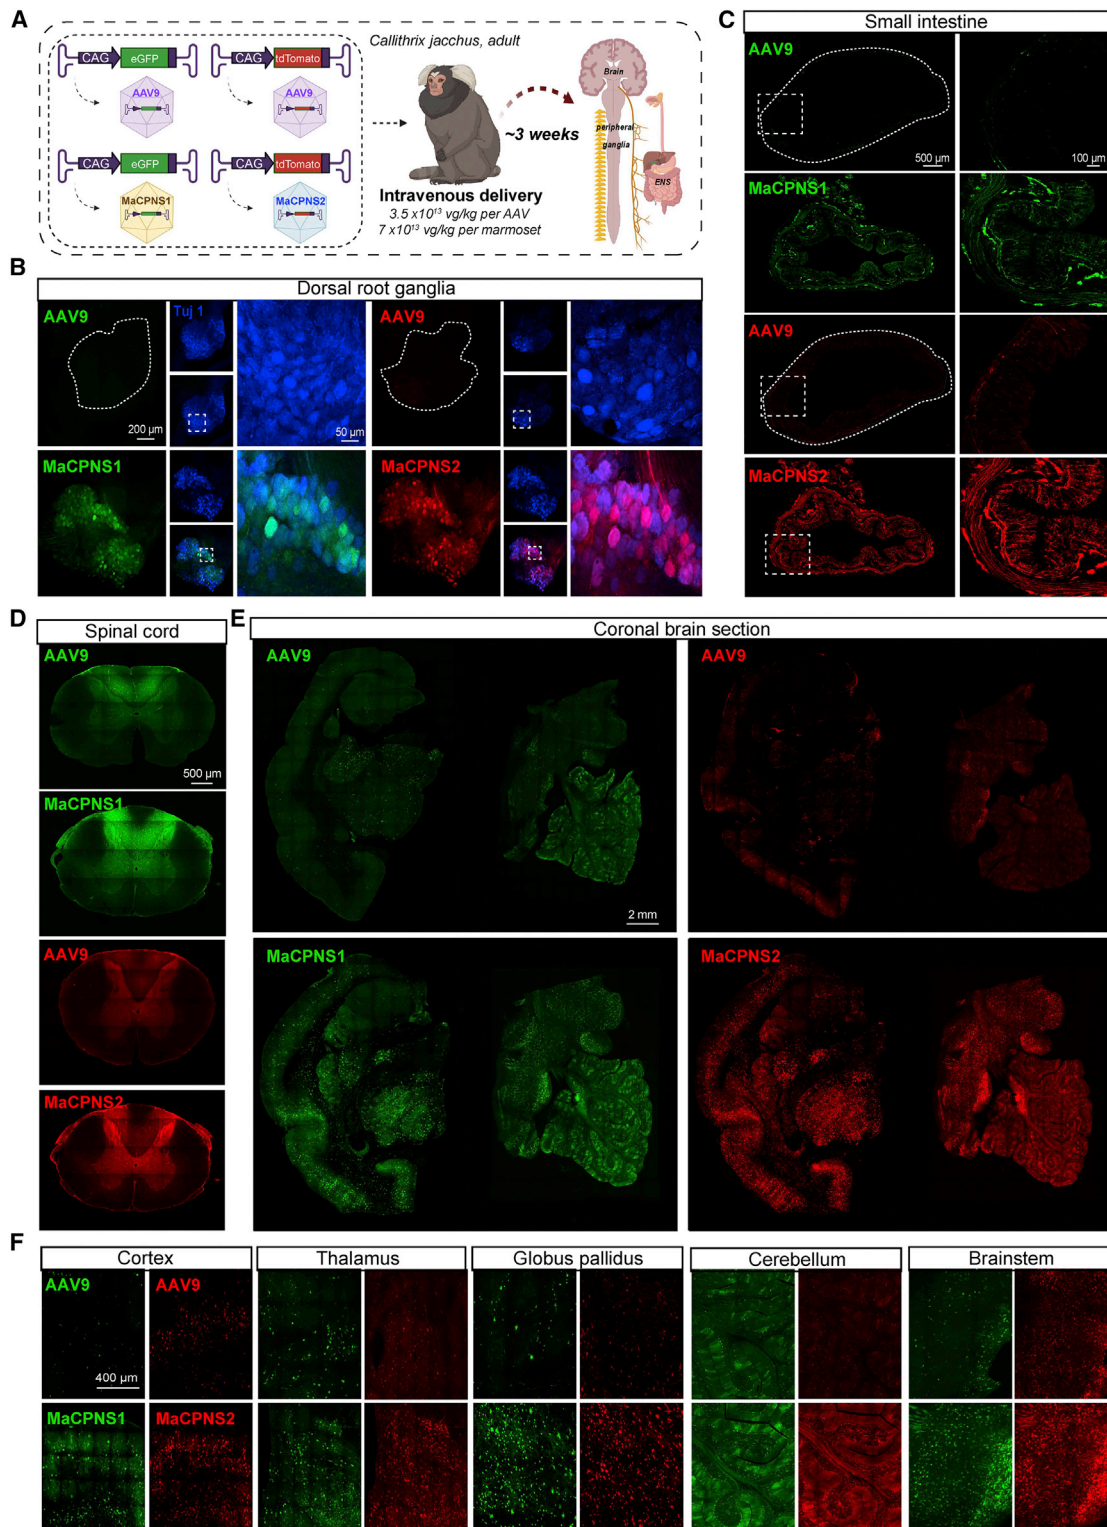 A
CAG
eGFP
CAG
tdTomato
AAV9
AAV9
CAG
eGFP
CAG
tdTomato
MaCPNS1
MaCPNS2
Callithrix jacchus, adult
~3 weeks
Intravenous delivery
3.5 x10¹³ vg/kg per AAV
7 x10¹³ vg/kg per marmoset
Brain
peripheral
ganglia
ENS
B
Dorsal root ganglia
AAV9
Tuj 1
AAV9
200 µm
50 µm
MaCPNS1
MaCPNS2
C
Small intestine
AAV9
500 µm
100 µm
MaCPNS1
AAV9
MaCPNS2
D
Spinal cord
AAV9
500 µm
MaCPNS1
AAV9
MaCPNS2
E
Coronal brain section
AAV9
AAV9
2 mm
MaCPNS1
MaCPNS2
F
Cortex
Thalamus
Globus pallidus
Cerebellum
Brainstem
AAV9
AAV9
400 µm
MaCPNS1
MaCPNS2